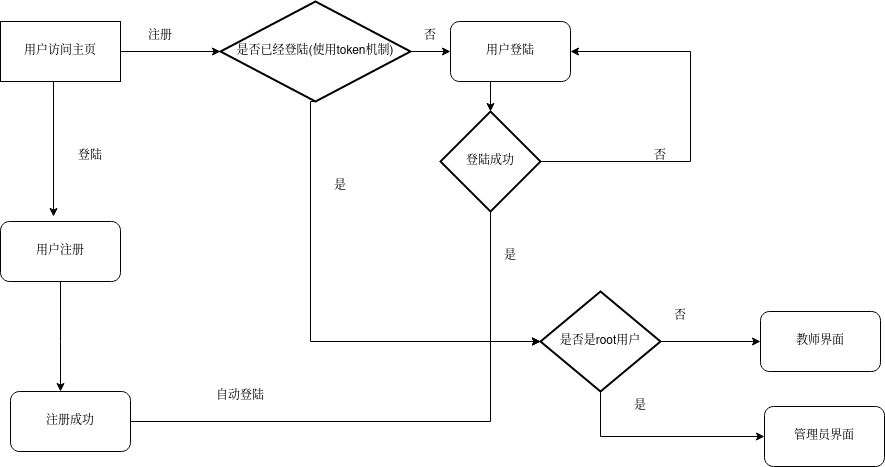 用户访问主页
注册
是否已经登陆(使用token机制)
否
用户登陆
登陆
登陆成功
否
是
用户注册
是
是否是root用户
否
教师界面
自动登陆
注册成功
是
管理员界面